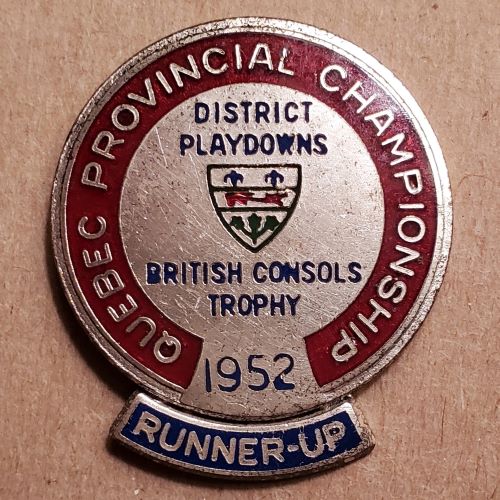 QUEBEC PROVINCIAL CHAMPIONSHIP
DISTRICT
PLAYDOWNS
BRITISH CONSOLS
TROPHY
1952
RUNNER-UP